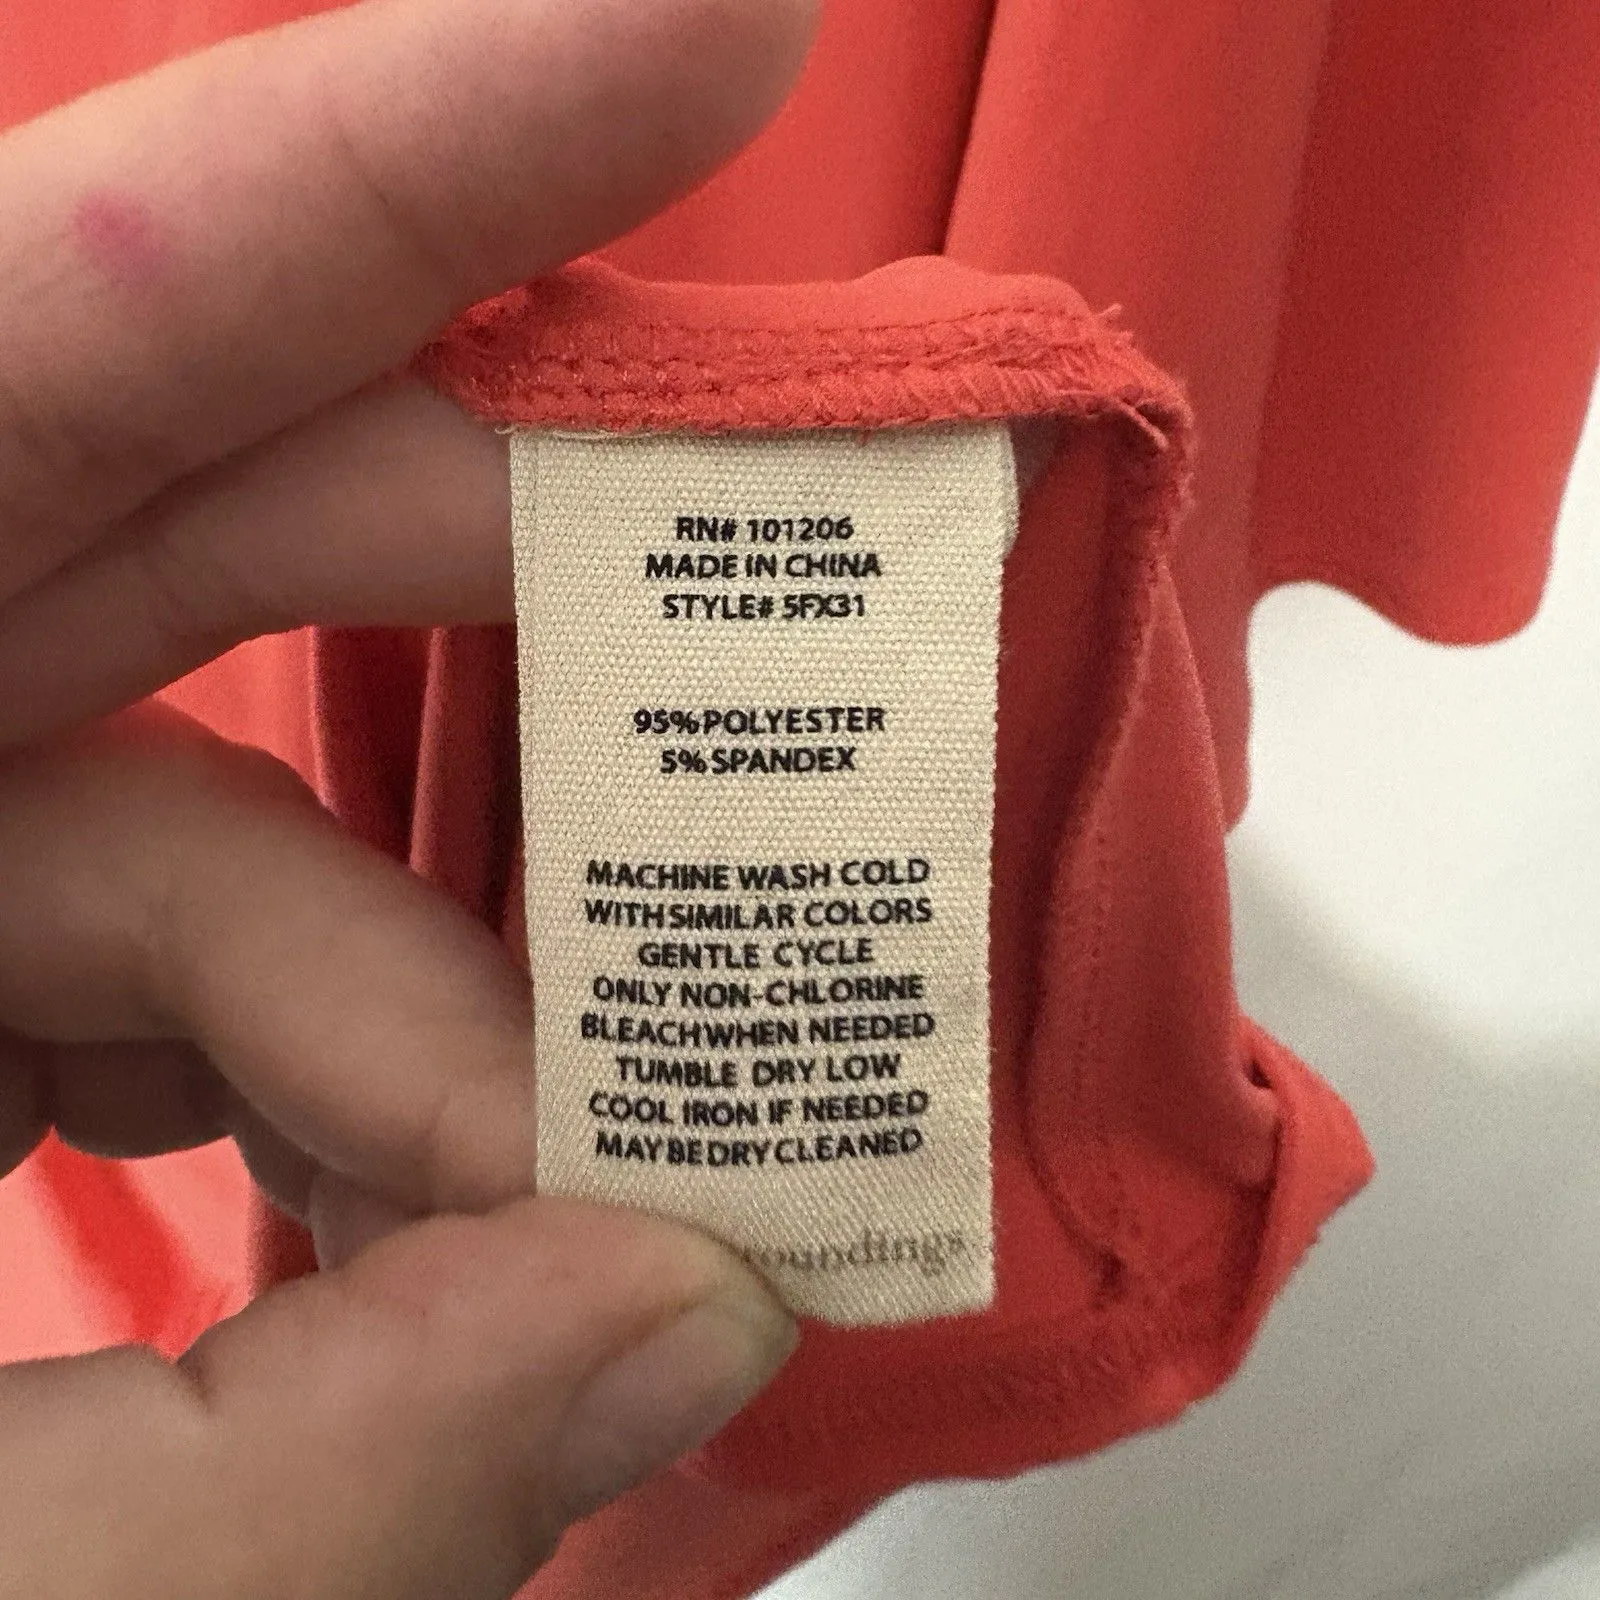 RN# 101206
MADE IN CHINA
STYLE# 5FX31
95% POLYESTER
5% SPANDEX
MACHINE WASH COLD
WITH SIMILAR COLORS
GENTLE CYCLE
ONLY NON-CHLORINE
BLEACH WHEN NEEDED
TUMBLE DRY LOW
COOL IRON IF NEEDED
MAY BE DRY CLEANED